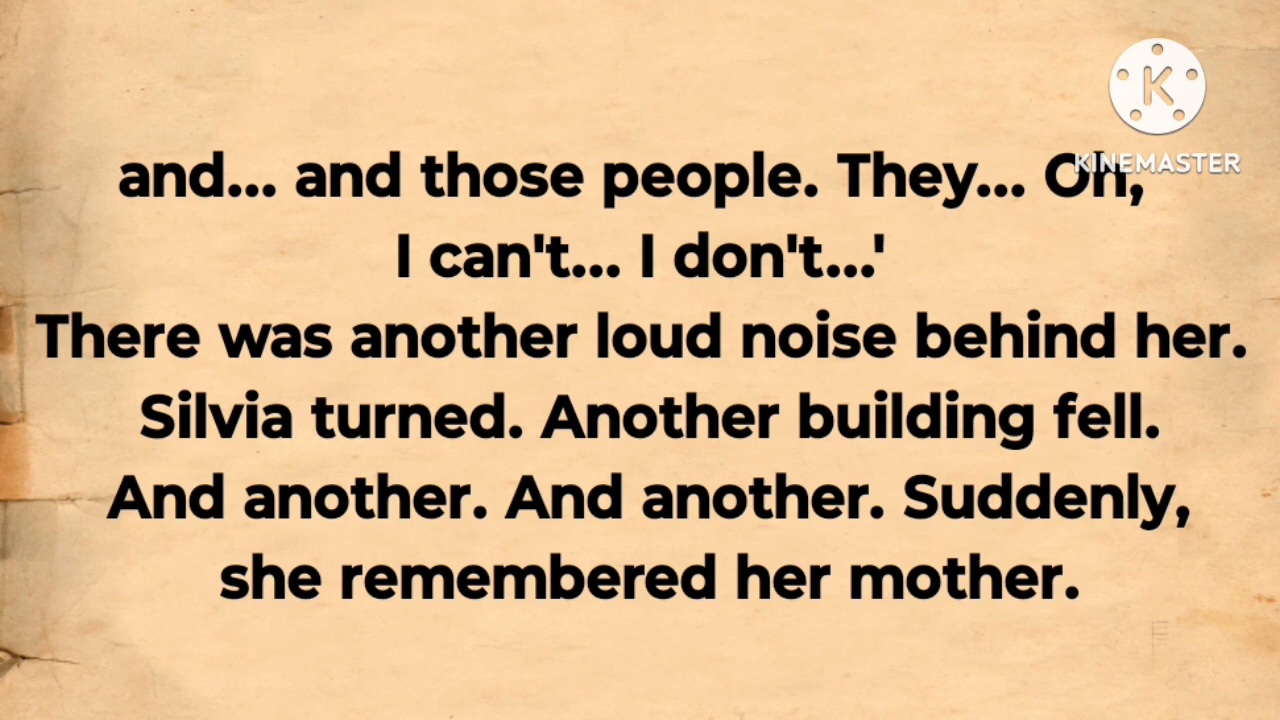 K
KINEMASTER
and... and those people. They... Oh,
I can't... I don't...'
There was another loud noise behind her.
Silvia turned. Another building fell.
And another. And another. Suddenly,
she remembered her mother.